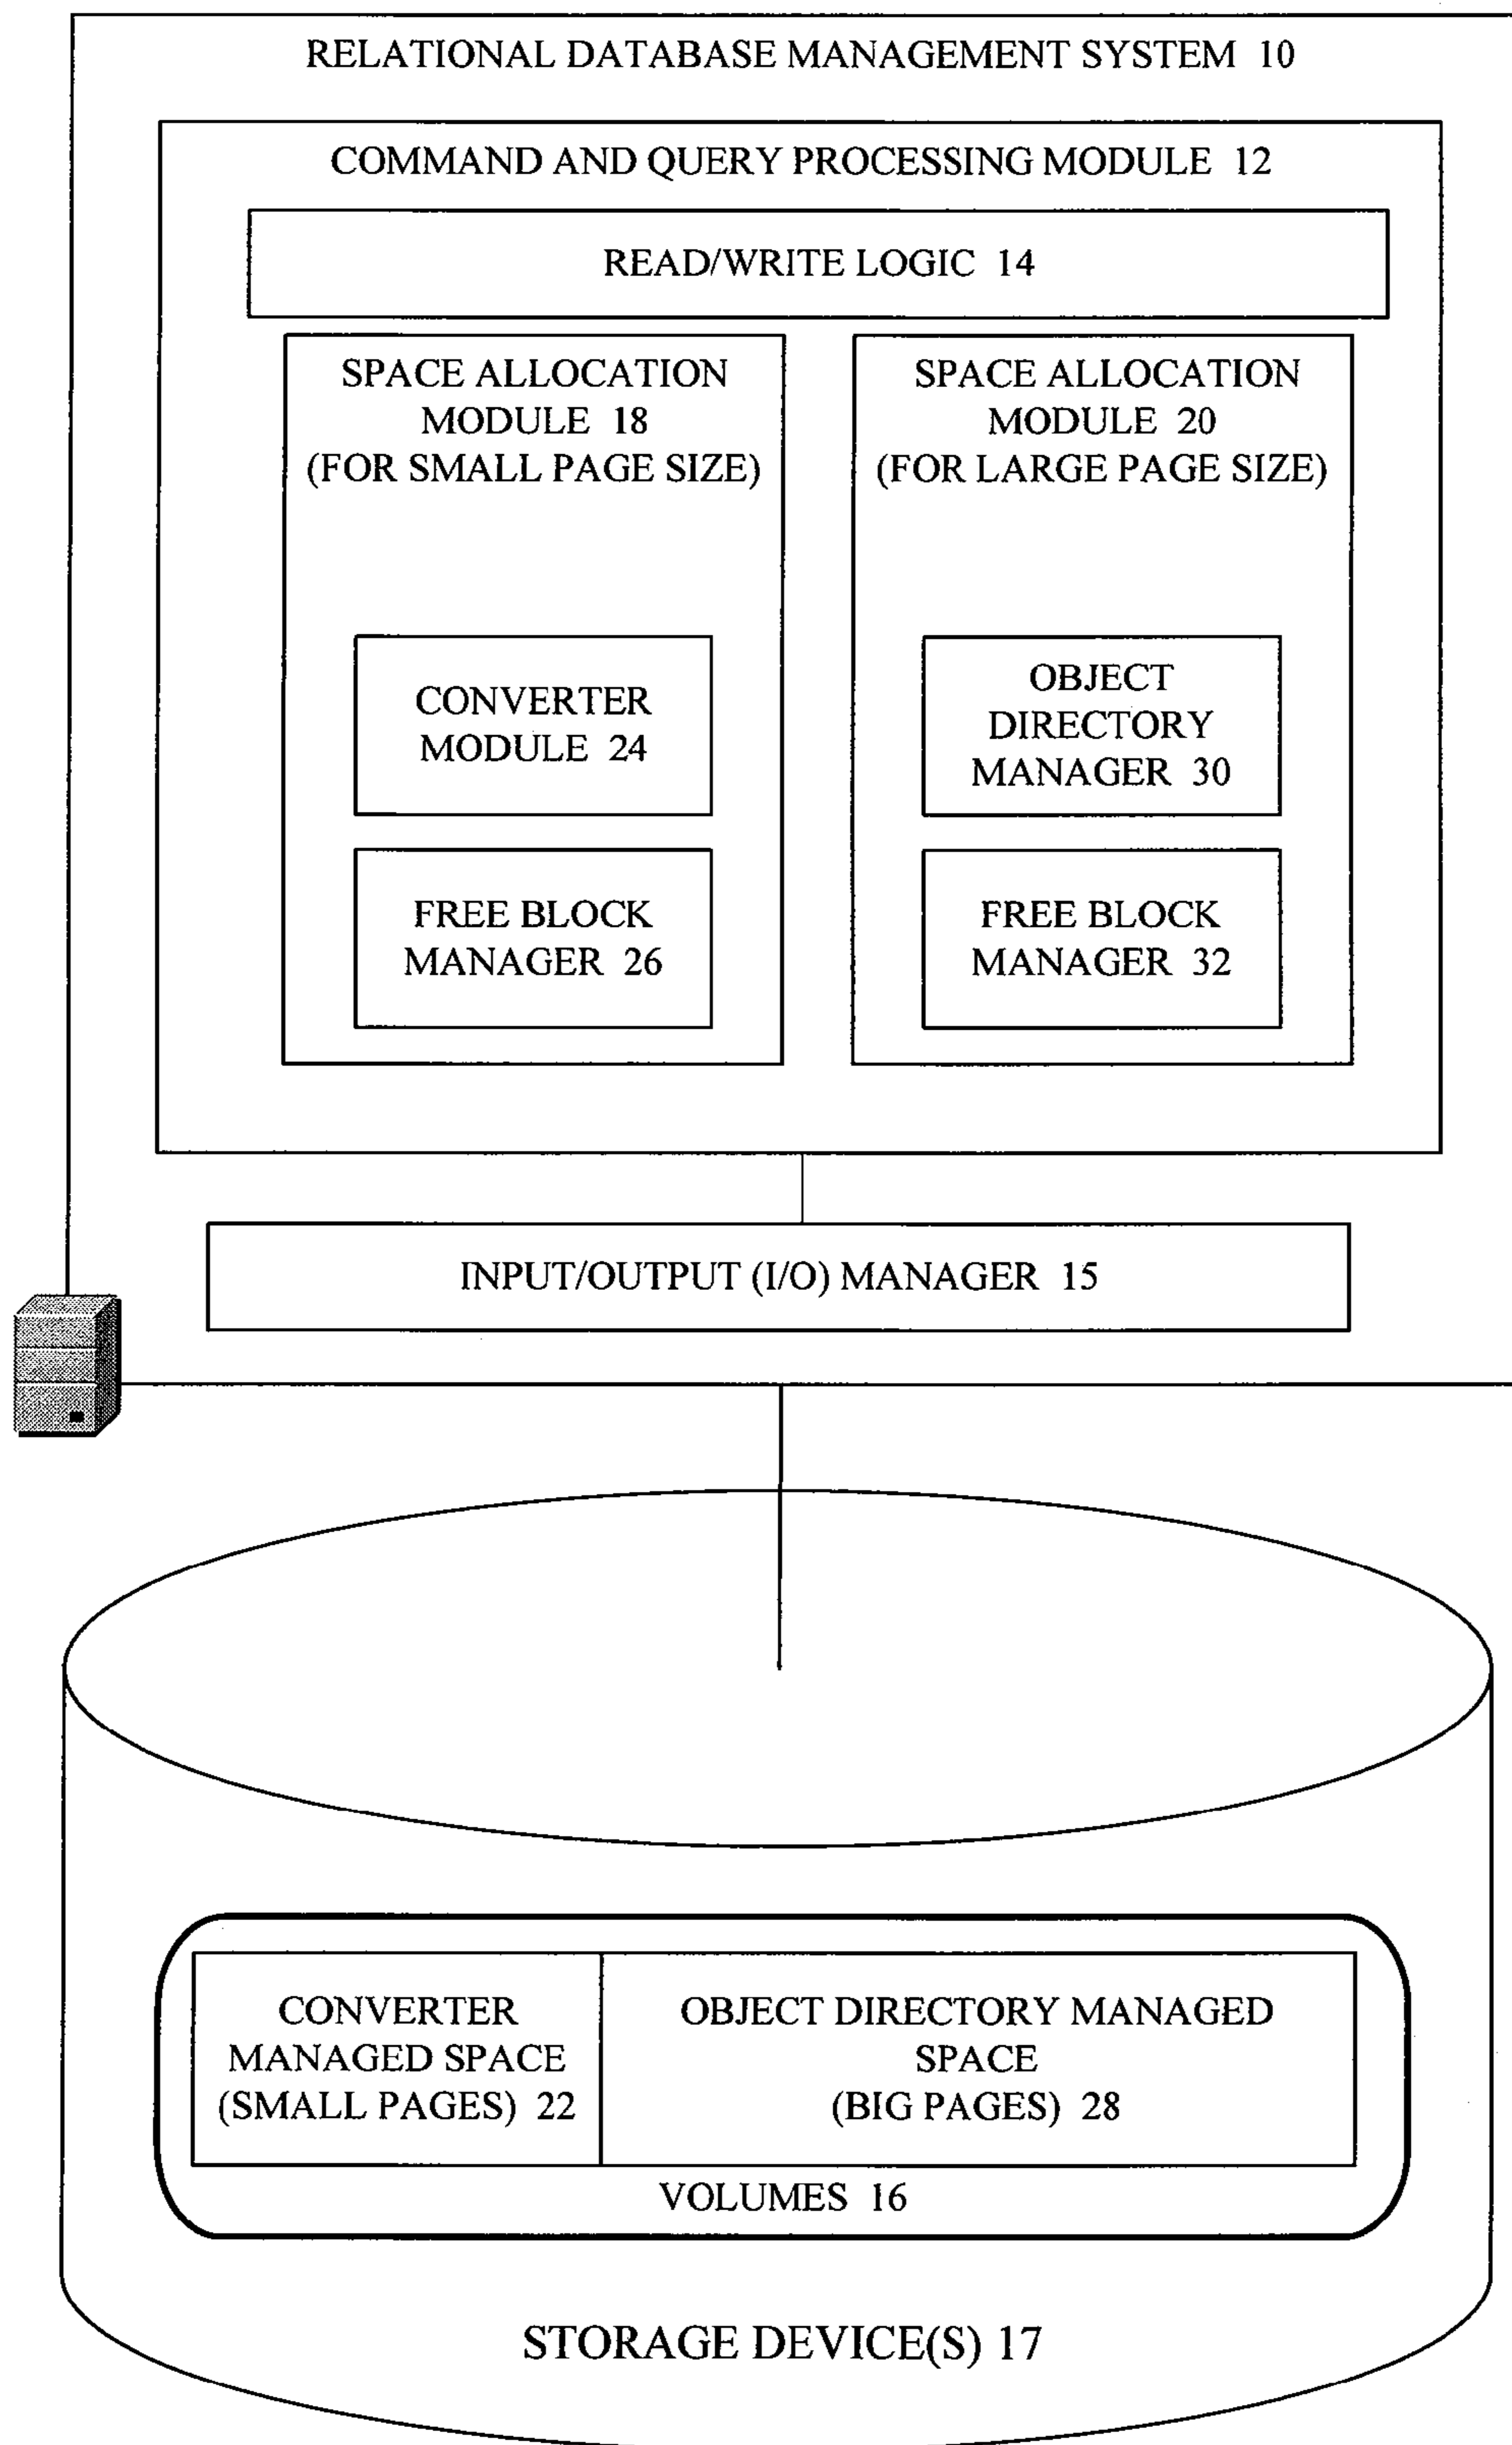 RELATIONAL DATABASE MANAGEMENT SYSTEM 10
COMMAND AND QUERY PROCESSING MODULE 12
READ/WRITE LOGIC 14
SPACE ALLOCATION
MODULE 18
(FOR SMALL PAGE SIZE)
CONVERTER
MODULE 24
FREE BLOCK
MANAGER 26
SPACE ALLOCATION
MODULE 20
(FOR LARGE PAGE SIZE)
OBJECT
DIRECTORY
MANAGER 30
FREE BLOCK
MANAGER 32
INPUT/OUTPUT (I/O) MANAGER 15
CONVERTER
MANAGED SPACE
(SMALL PAGES) 22
OBJECT DIRECTORY MANAGED
SPACE
(BIG PAGES) 28
VOLUMES 16
STORAGE DEVICE(S) 17